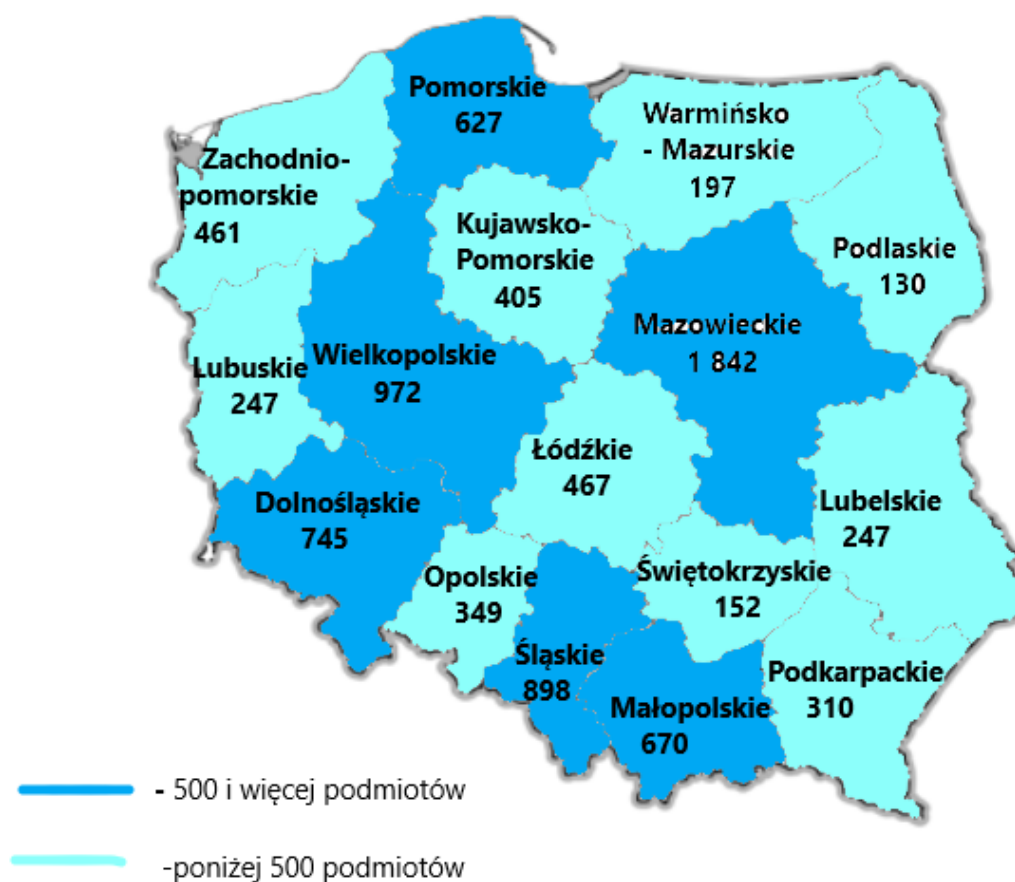 Pomorskie
627
Warmińsko
- Mazurskie
197
Zachodnio-
pomorskie
461
Kujawsko-
Pomorskie
405
Podlaskie
130
Mazowieckie
1 842
Wielkopolskie
972
Lubuskie
247
Łódźkie
467
Dolnośląskie
745
Lubelskie
247
Opolskie
349
Świętokrzyskie
152
Śląskie
898
Podkarpackie
310
Małopolskie
670
- 500 i więcej podmiotów
-poniżej 500 podmiotów